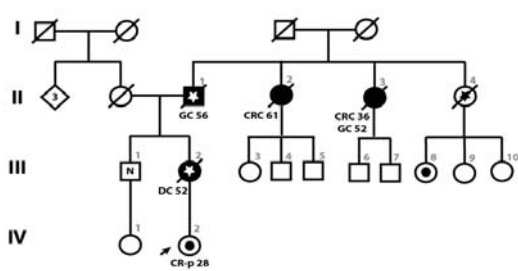 I
1 2 3 4
II 3
GC 56 CRC 61 CRC 36
GC 52
1 2 3 4 5 6 7 8 9 10
III N
DC 52
1 2
IV
CR-p 28